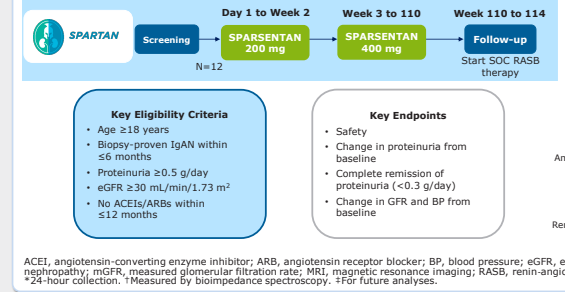 Day 1 to Week 2
Week 3 to 110
Week 110 to 114
SPARTAN
Screening
SPARSENTAN
200 mg
SPARSENTAN
400 mg
Follow-up
N=12
Start SOC RASB
therapy
Key Eligibility Criteria
• Age ≥18 years
• Biopsy-proven IgAN within
≤6 months
• Proteinuria ≥0.5 g/day
• eGFR ≥30 mL/min/1.73 m²
• No ACEIs/ARBs within
≤12 months
Key Endpoints
• Safety
• Change in proteinuria from
baseline
• Complete remission of
proteinuria (<0.3 g/day)
• Change in GFR and BP from
baseline
ACEI, angiotensin-converting enzyme inhibitor; ARB, angiotensin receptor blocker; BP, blood pressure; eGFR, e
nephropathy; mGFR, measured glomerular filtration rate; MRI, magnetic resonance imaging; RASB, renin-angio
*24-hour collection. †Measured by bioimpedance spectroscopy. ‡For future analyses.